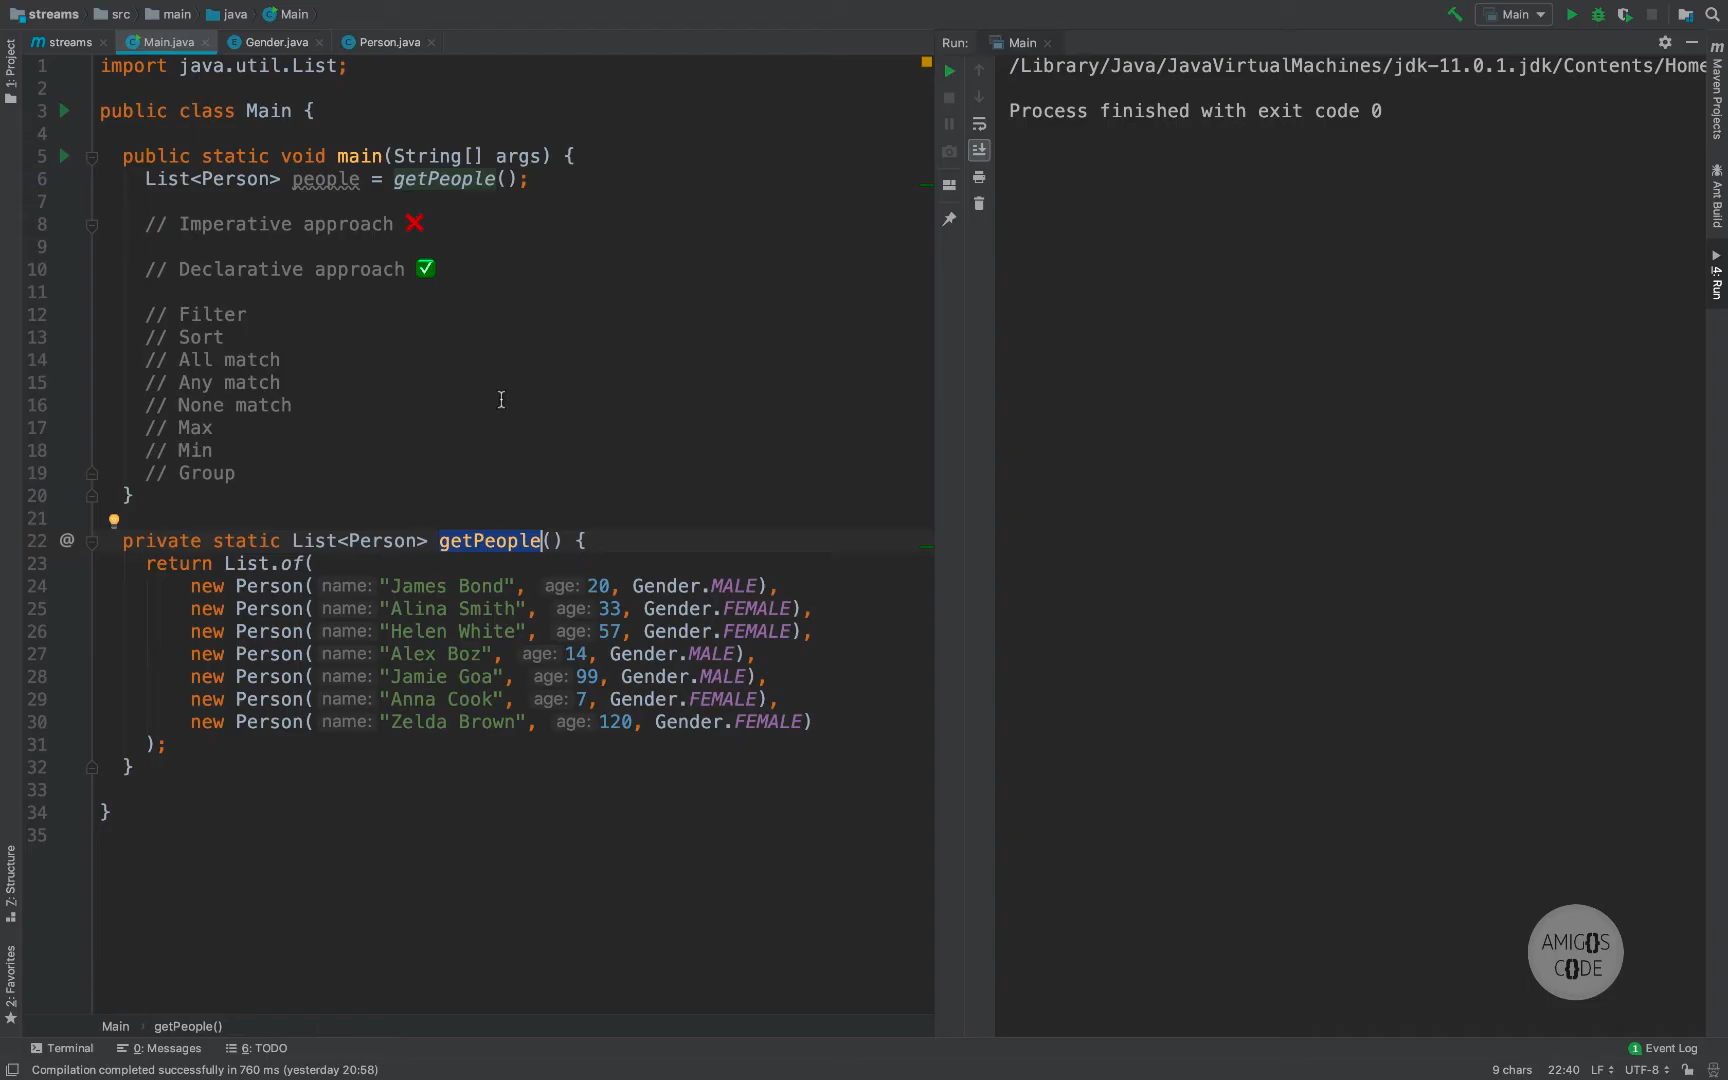 streams src main java Main
Main
streams Main.java Gender.java Person.java
Run: Main
1: Project
1 import java.util.List;
2
3 public class Main {
4
5 public static void main(String[] args) {
6 List<Person> people = getPeople();
7
8 // Imperative approach ❌
9
10 // Declarative approach ✅
11
12 // Filter
13 // Sort
14 // All match
15 // Any match
16 // None match
17 // Max
18 // Min
19 // Group
20 }
21
22 @ private static List<Person> getPeople() {
23 return List.of(
24 new Person( name: "James Bond", age: 20, Gender.MALE),
25 new Person( name: "Alina Smith", age: 33, Gender.FEMALE),
26 new Person( name: "Helen White", age: 57, Gender.FEMALE),
27 new Person( name: "Alex Boz", age: 14, Gender.MALE),
28 new Person( name: "Jamie Goa", age: 99, Gender.MALE),
29 new Person( name: "Anna Cook", age: 7, Gender.FEMALE),
30 new Person( name: "Zelda Brown", age: 120, Gender.FEMALE)
31 );
32 }
33
34 }
35
/Library/Java/JavaVirtualMachines/jdk-11.0.1.jdk/Contents/Home
Process finished with exit code 0
m Maven Projects
Ant Build
4: Run
Z: Structure
2: Favorites
AMIG{}S
C{}DE
Main getPeople()
Terminal 0: Messages 6: TODO
1 Event Log
Compilation completed successfully in 760 ms (yesterday 20:58)
9 chars 22:40 LF UTF-8